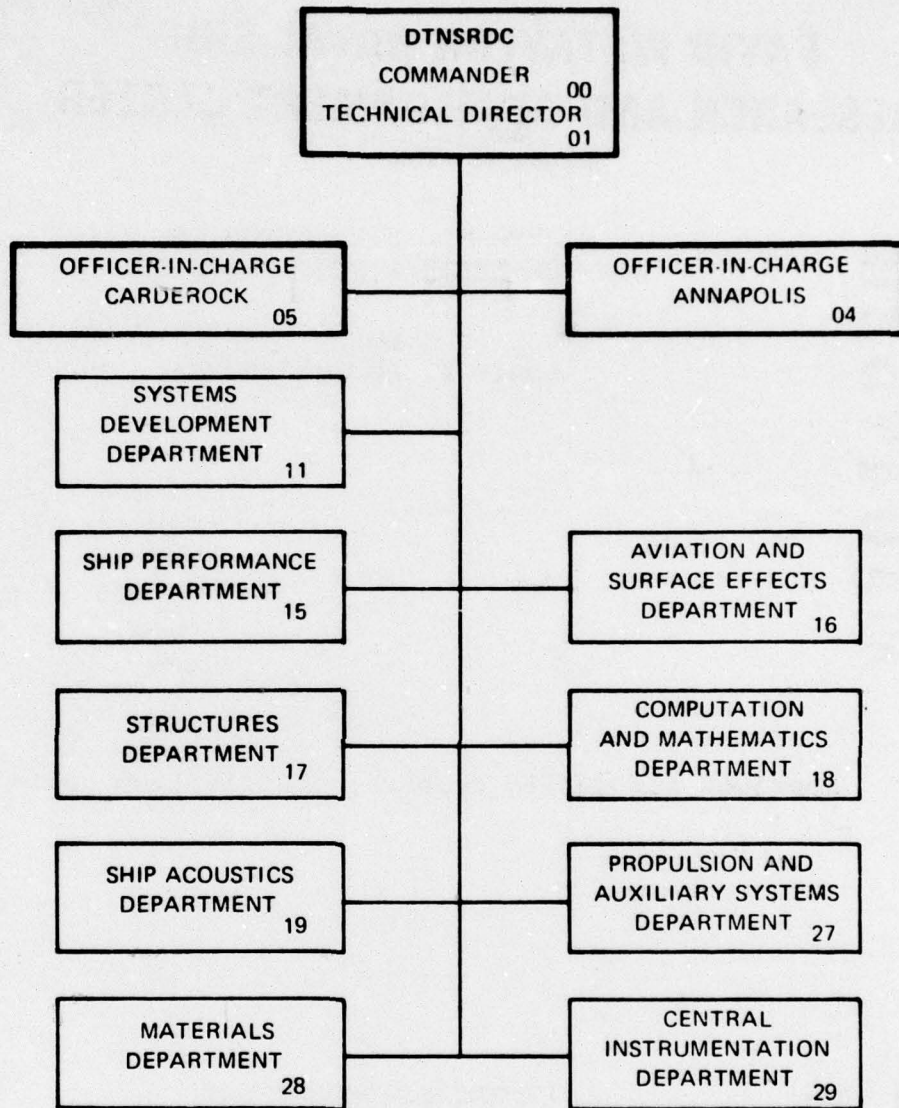 DTNSRDC
COMMANDER
00
TECHNICAL DIRECTOR
01
OFFICER-IN-CHARGE
CARDEROCK
05
OFFICER-IN-CHARGE
ANNAPOLIS
04
SYSTEMS
DEVELOPMENT
DEPARTMENT
11
SHIP PERFORMANCE
DEPARTMENT
15
AVIATION AND
SURFACE EFFECTS
DEPARTMENT
16
STRUCTURES
DEPARTMENT
17
COMPUTATION
AND MATHEMATICS
DEPARTMENT
18
SHIP ACOUSTICS
DEPARTMENT
19
PROPULSION AND
AUXILIARY SYSTEMS
DEPARTMENT
27
MATERIALS
DEPARTMENT
28
CENTRAL
INSTRUMENTATION
DEPARTMENT
29